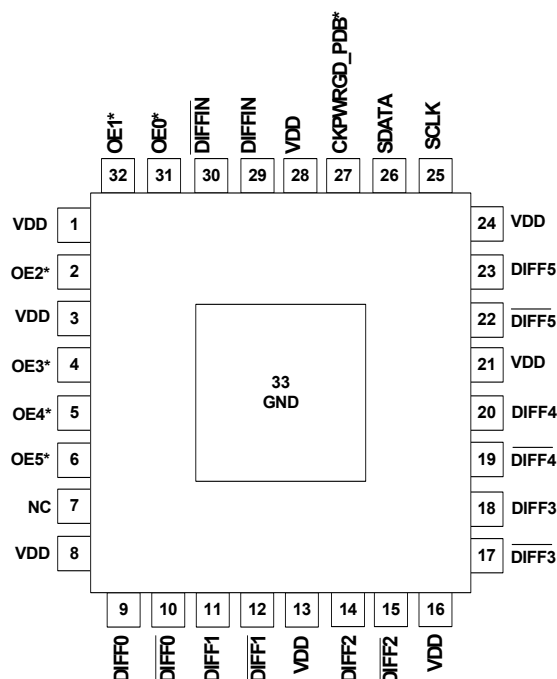 OE1*
OE0*
DIFFIN
DIFFIN
VDD
CKPWRGD_PDB*
SDATA
SCLK
32
31
30
29
28
27
26
25
VDD 1
OE2* 2
VDD 3
OE3* 4
OE4* 5
OE5* 6
NC 7
VDD 8
33
GND
24 VDD
23 DIFF5
22 DIFF5
21 VDD
20 DIFF4
19 DIFF4
18 DIFF3
17 DIFF3
9
10
11
12
13
14
15
16
DIFF0
DIFF0
DIFF1
DIFF1
VDD
DIFF2
DIFF2
VDD